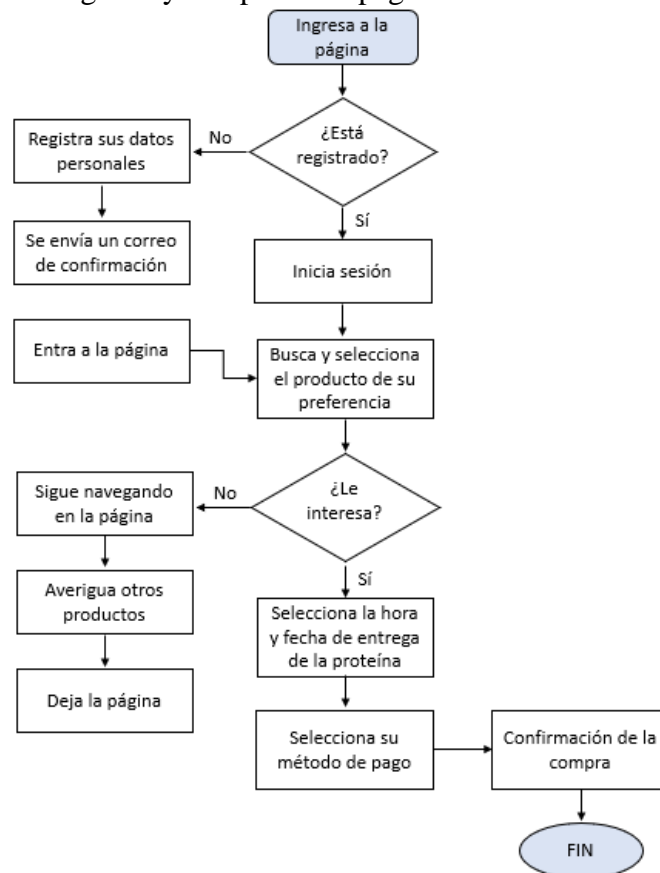 Ingresa a la
página
¿Está
registrado?
No
Registra sus datos
personales
Sí
Se envía un correo
de confirmación
Inicia sesión
Entra a la página
Busca y selecciona
el producto de su
preferencia
¿Le
interesa?
No
Sigue navegando
en la página
Sí
Averigua otros
productos
Selecciona la hora
y fecha de entrega
de la proteína
Deja la página
Selecciona su
método de pago
Confirmación de la
compra
FIN